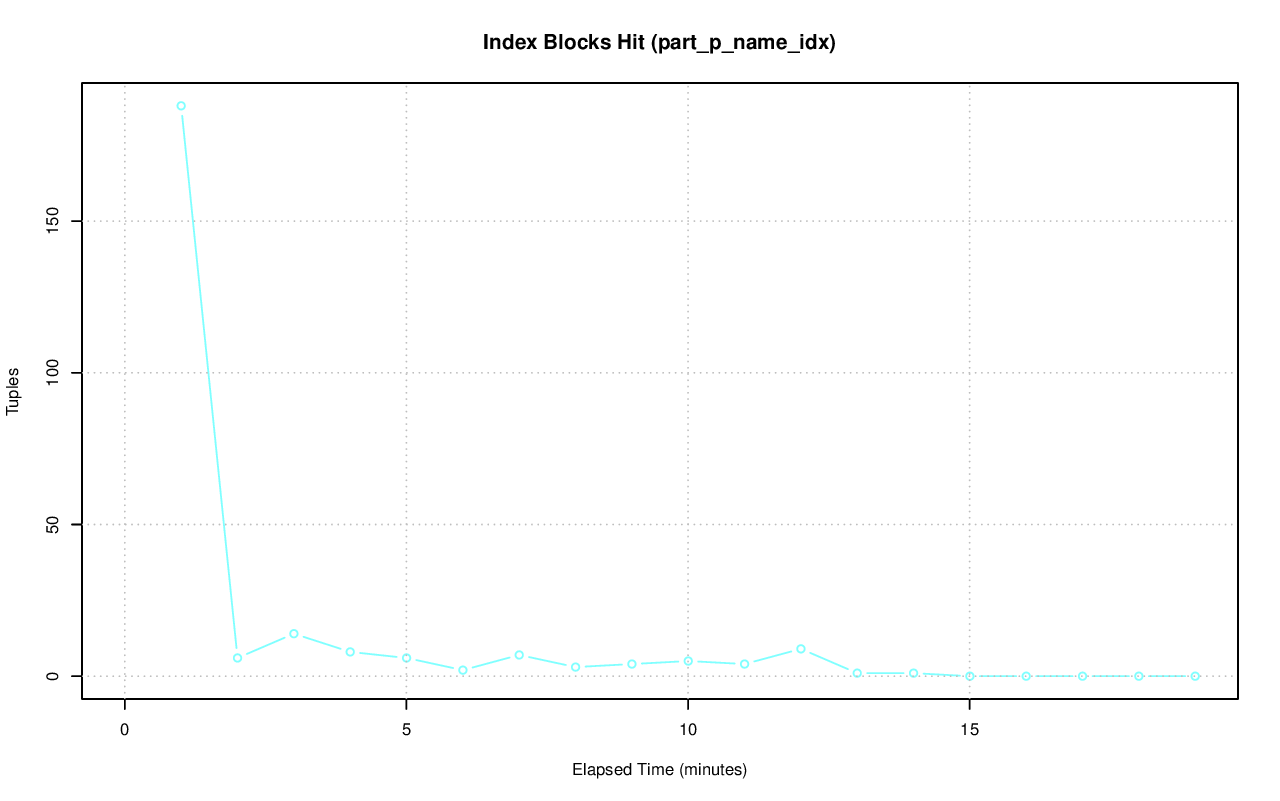 Index Blocks Hit (part_p_name_idx)
Tuples
150
100
50
0
0 5 10 15
Elapsed Time (minutes)